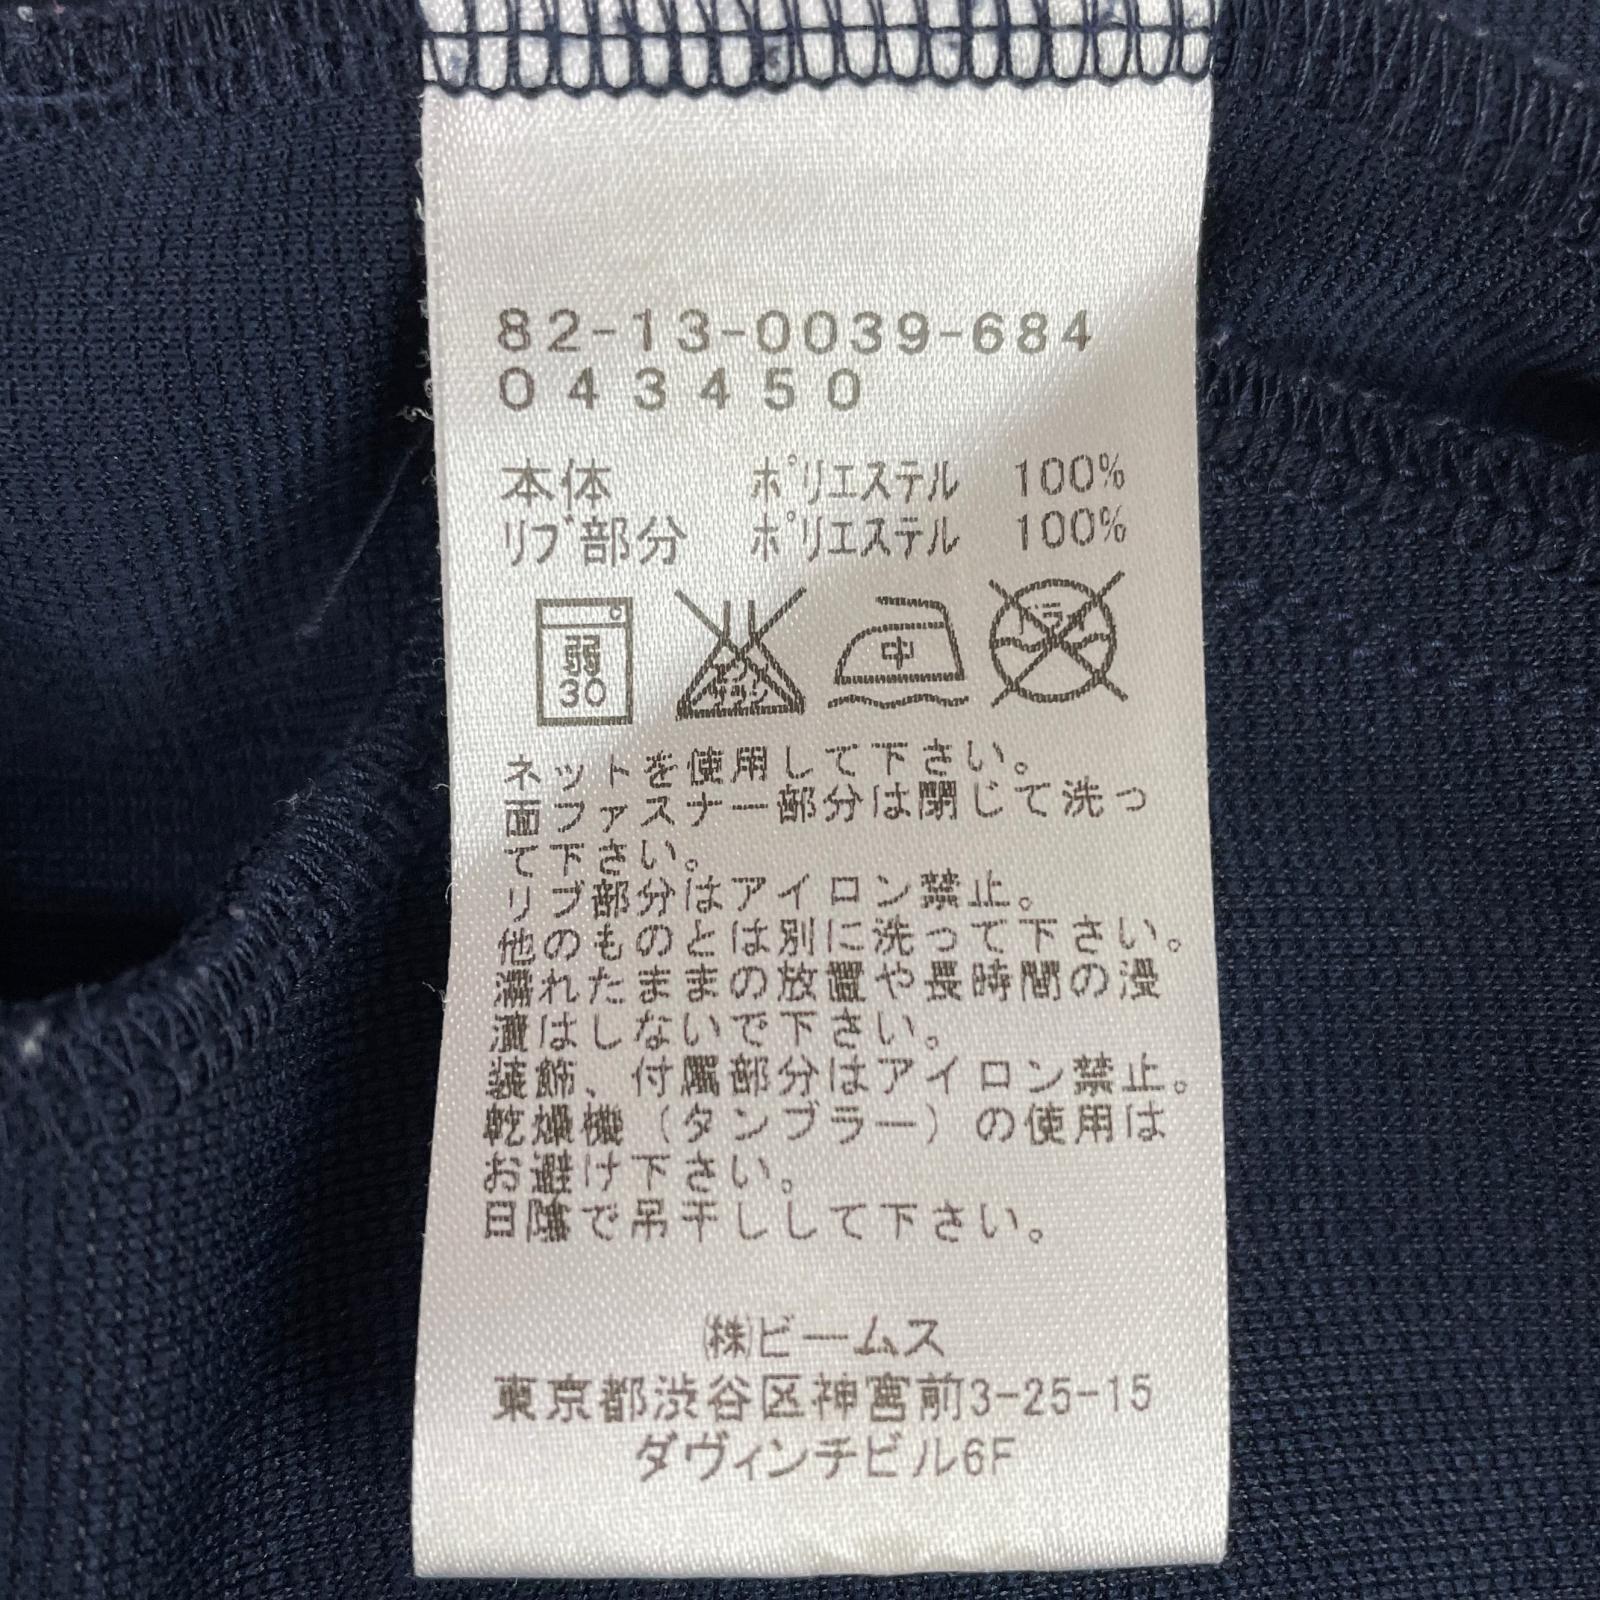 82-13-0039-684
043450
本体 ポリエステル 100%
リブ部分 ポリエステル 100%
弱 中 ドライ
30 エンソ サラシ
ネットを使用して下さい。
面ファスナー部分は閉じて洗っ
て下さい。
リブ部分はアイロン禁止。
他のものとは別に洗って下さい。
濡れたままの放置や長時間の浸
漬はしないで下さい。
装飾、付属部分はアイロン禁止。
乾燥機(タンブラー)の使用は
お避け下さい。
日陰で吊干しして下さい。
㈱ビームス
東京都渋谷区神宮前3-25-15
ダヴィンチビル6F